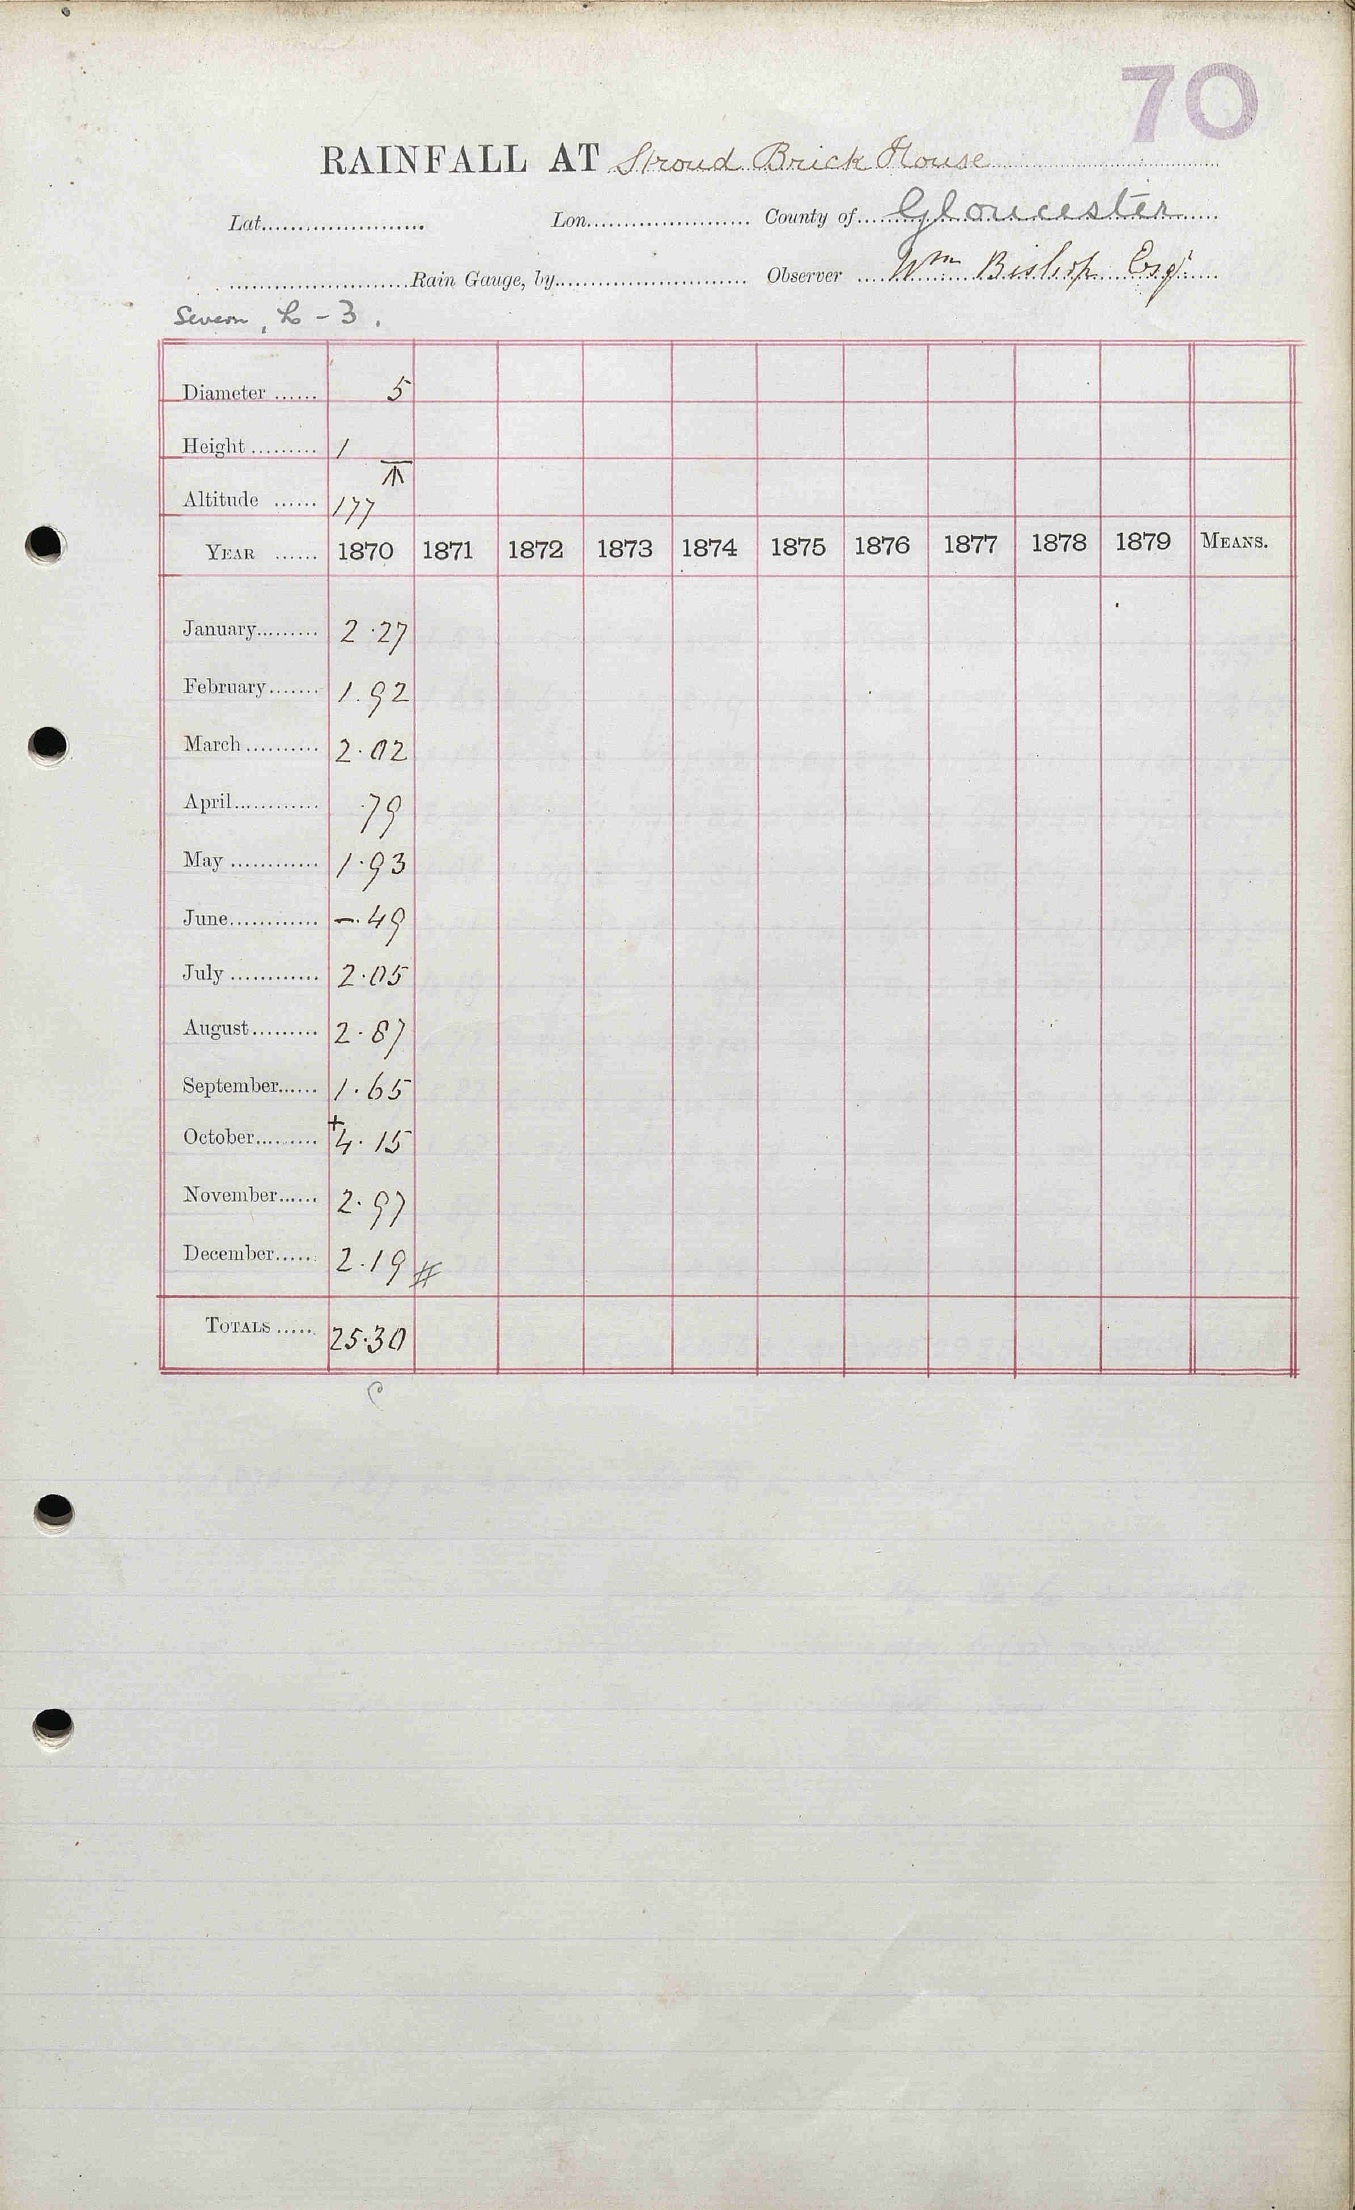 70
RAINFALL AT Stroud Brick House
Lat...................... Lon....................... County of Gloucester
.........................Rain Gauge, by.......................... Observer Wm Bishop Esqr
Severn, L - 3.
Diameter ...... 5
Height ......... 1
Altitude ...... 177
YEAR ...... 1870 1871 1872 1873 1874 1875 1876 1877 1878 1879 MEANS.
January......... 2.27
February....... 1.92
March .......... 2.02
April............ .79
May ............ 1.93
June............ -.49
July ............ 2.05
August......... 2.87
September...... 1.65
October......... +4.15
November...... 2.97
December..... 2.19 #
TOTALS ..... 25.30
C